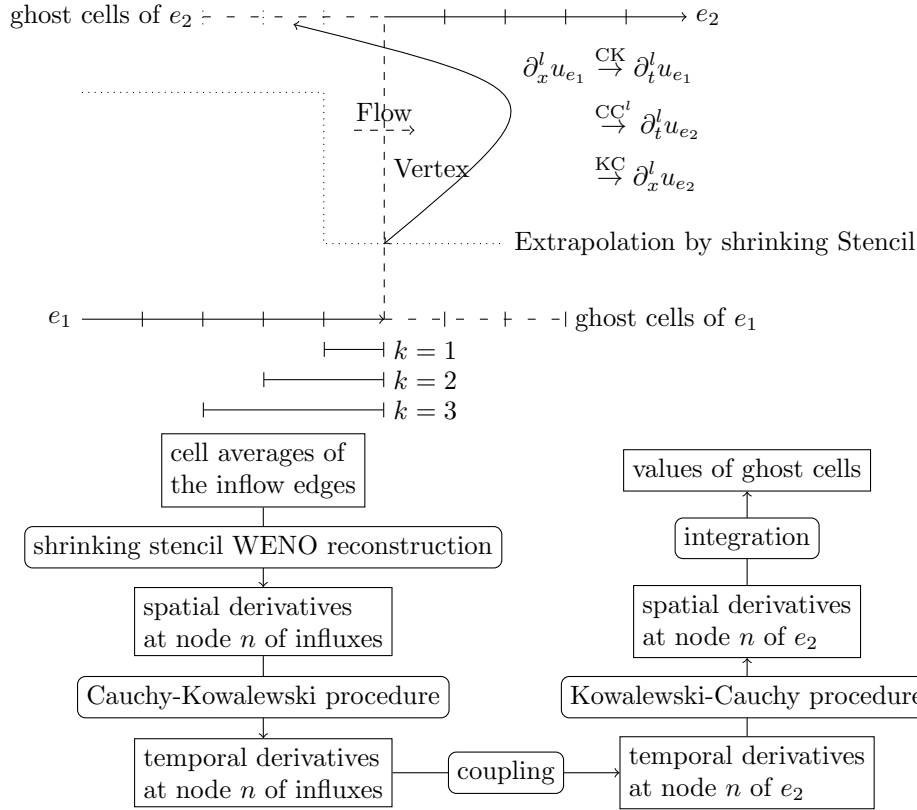 ghost cells of e₂
e₂
∂ₓˡu_{e₁} CK → ∂ₜˡu_{e₁}
Flow
CCˡ → ∂ₜˡu_{e₂}
Vertex
KC → ∂ₓˡu_{e₂}
Extrapolation by shrinking Stencil
e₁
ghost cells of e₁
k = 1
k = 2
k = 3
cell averages of
the inflow edges
shrinking stencil WENO reconstruction
spatial derivatives
at node n of influxes
Cauchy-Kowalewski procedure
temporal derivatives
at node n of influxes
coupling
temporal derivatives
at node n of e₂
Kowalewski-Cauchy procedure
spatial derivatives
at node n of e₂
integration
values of ghost cells